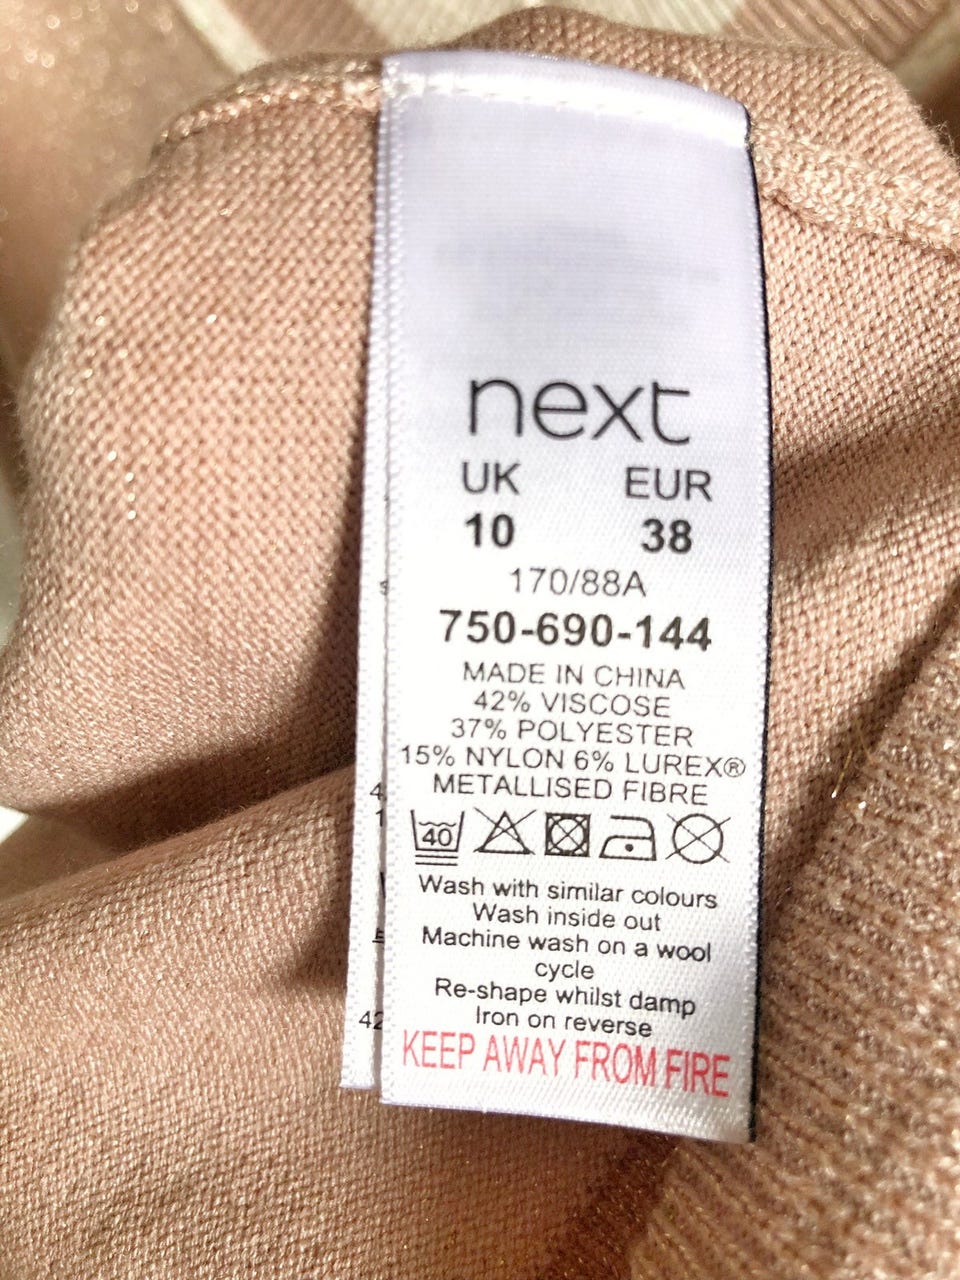 next
UK EUR
10 38
170/88A
750-690-144
MADE IN CHINA
42% VISCOSE
37% POLYESTER
15% NYLON 6% LUREX®
METALLISED FIBRE
40
Wash with similar colours
Wash inside out
Machine wash on a wool
cycle
Re-shape whilst damp
Iron on reverse
KEEP AWAY FROM FIRE
42